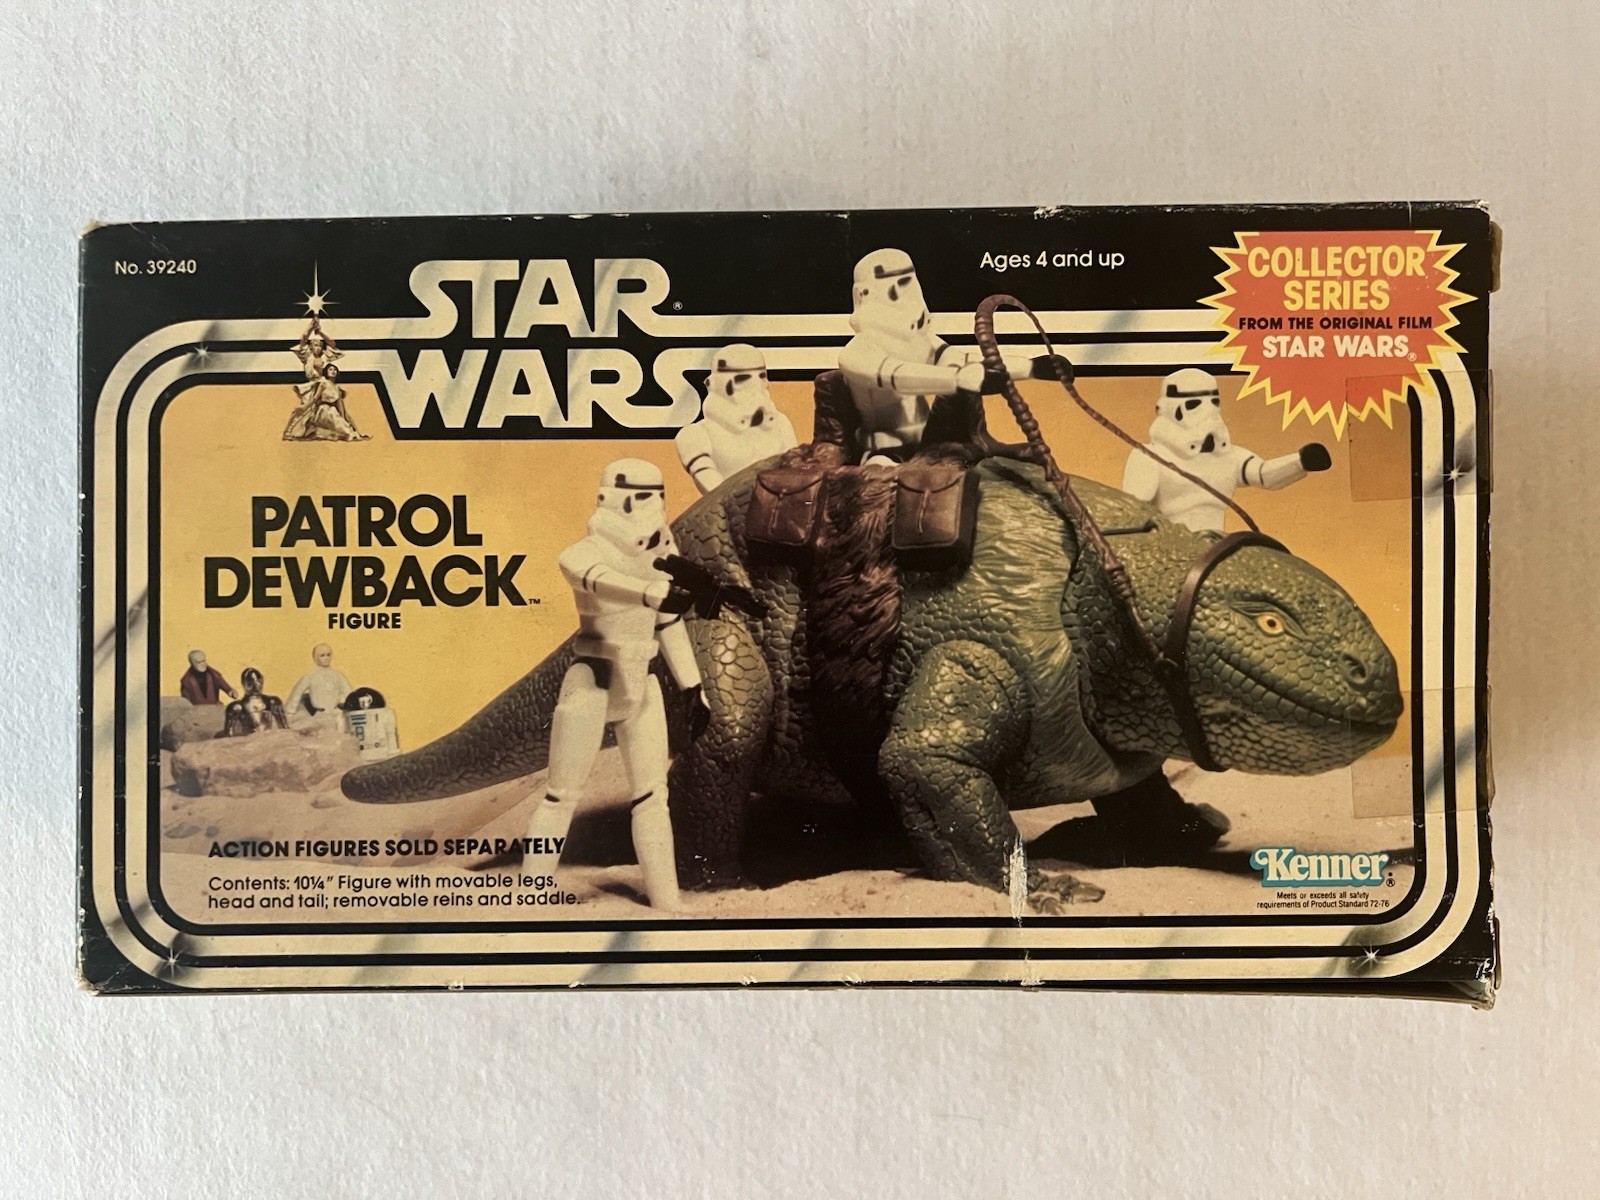 No. 39240
STAR
WARS®
Ages 4 and up
COLLECTOR
SERIES
FROM THE ORIGINAL FILM
STAR WARS®
PATROL
DEWBACK™
FIGURE
ACTION FIGURES SOLD SEPARATELY
Contents: 10¼" Figure with movable legs,
head and tail; removable reins and saddle.
Kenner®
Meets or exceeds all safety
requirements of Product Standard 72-76